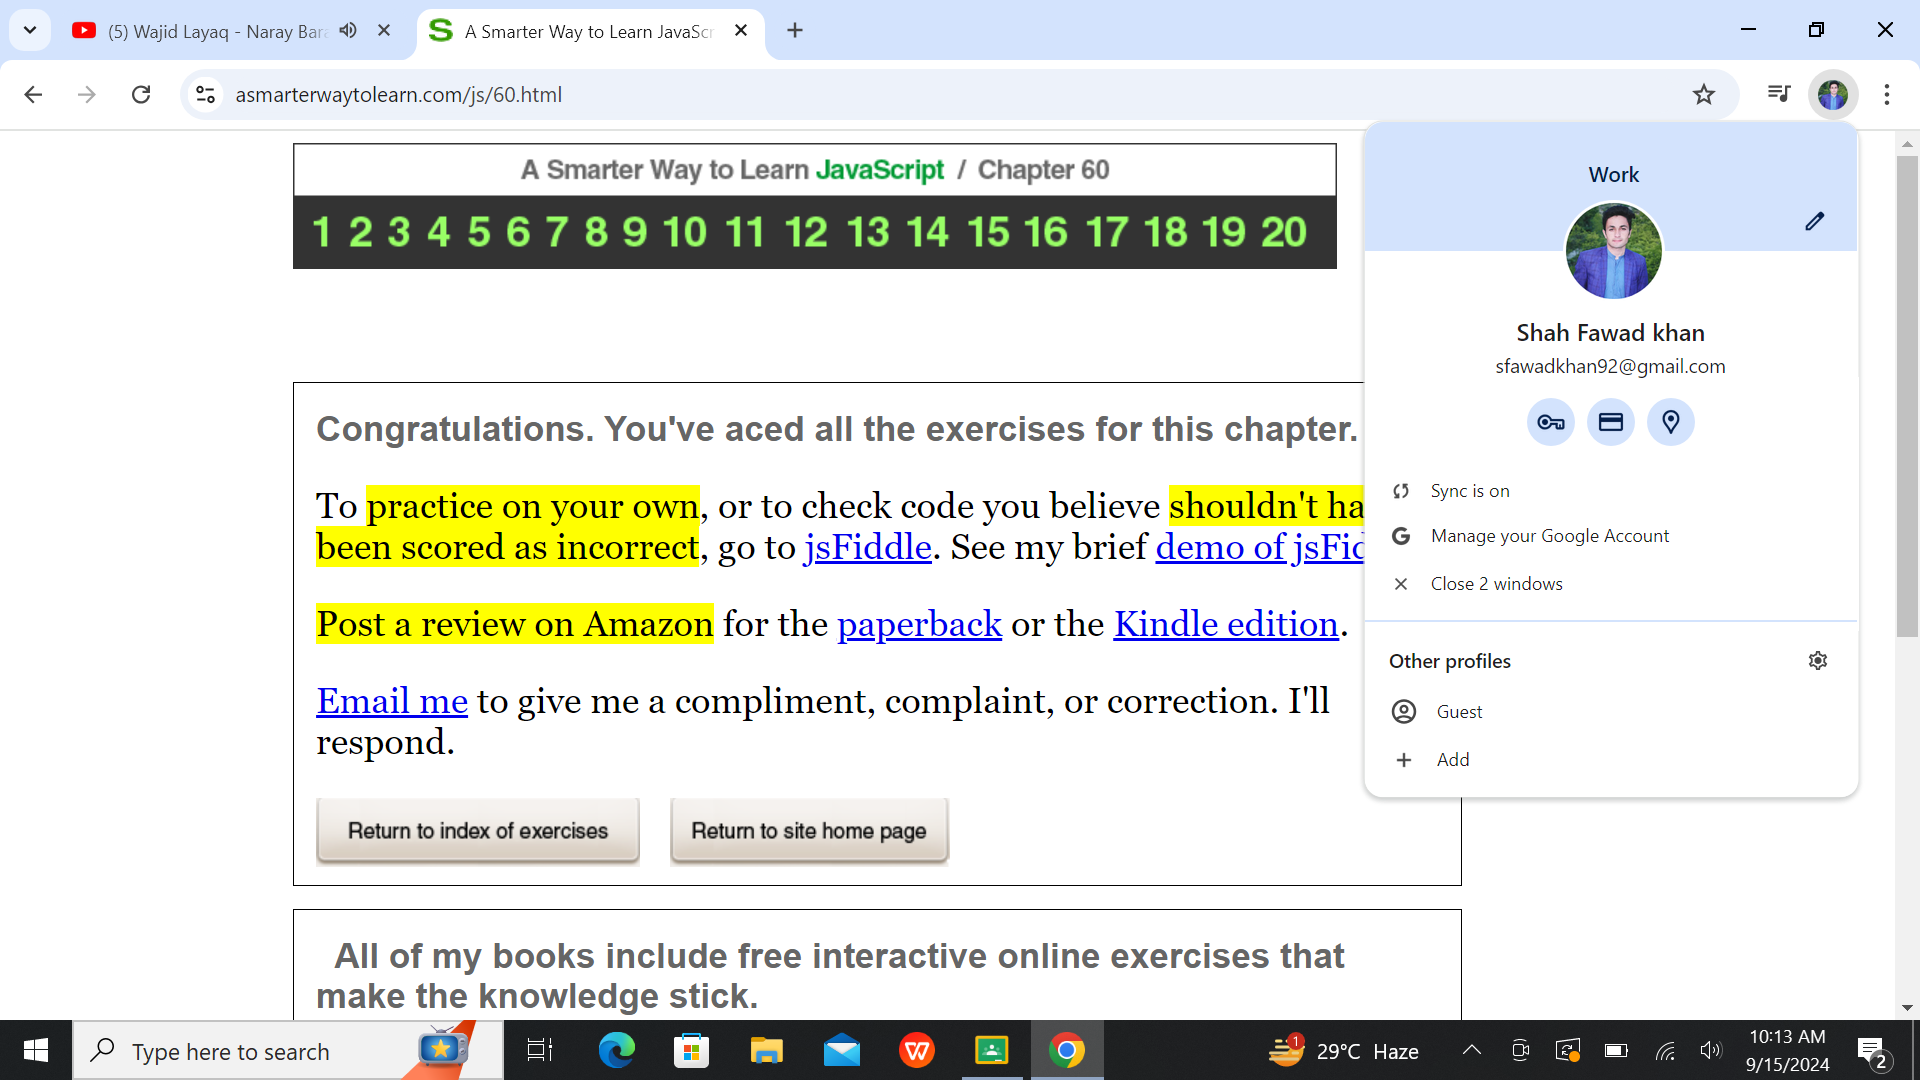 (5) Wajid Layaq - Naray Bara
A Smarter Way to Learn JavaScr
asmarterwaytolearn.com/js/60.html
A Smarter Way to Learn JavaScript / Chapter 60
1 2 3 4 5 6 7 8 9 10 11 12 13 14 15 16 17 18 19 20
Congratulations. You've aced all the exercises for this chapter.
To practice on your own, or to check code you believe shouldn't ha
been scored as incorrect, go to jsFiddle. See my brief demo of jsFid
Post a review on Amazon for the paperback or the Kindle edition.
Email me to give me a compliment, complaint, or correction. I'll
respond.
Return to index of exercises
Return to site home page
All of my books include free interactive online exercises that
make the knowledge stick.
Work
Shah Fawad khan
sfawadkhan92@gmail.com
Sync is on
Manage your Google Account
Close 2 windows
Other profiles
Guest
Add
Type here to search
1
29°C Haze
10:13 AM
9/15/2024
2